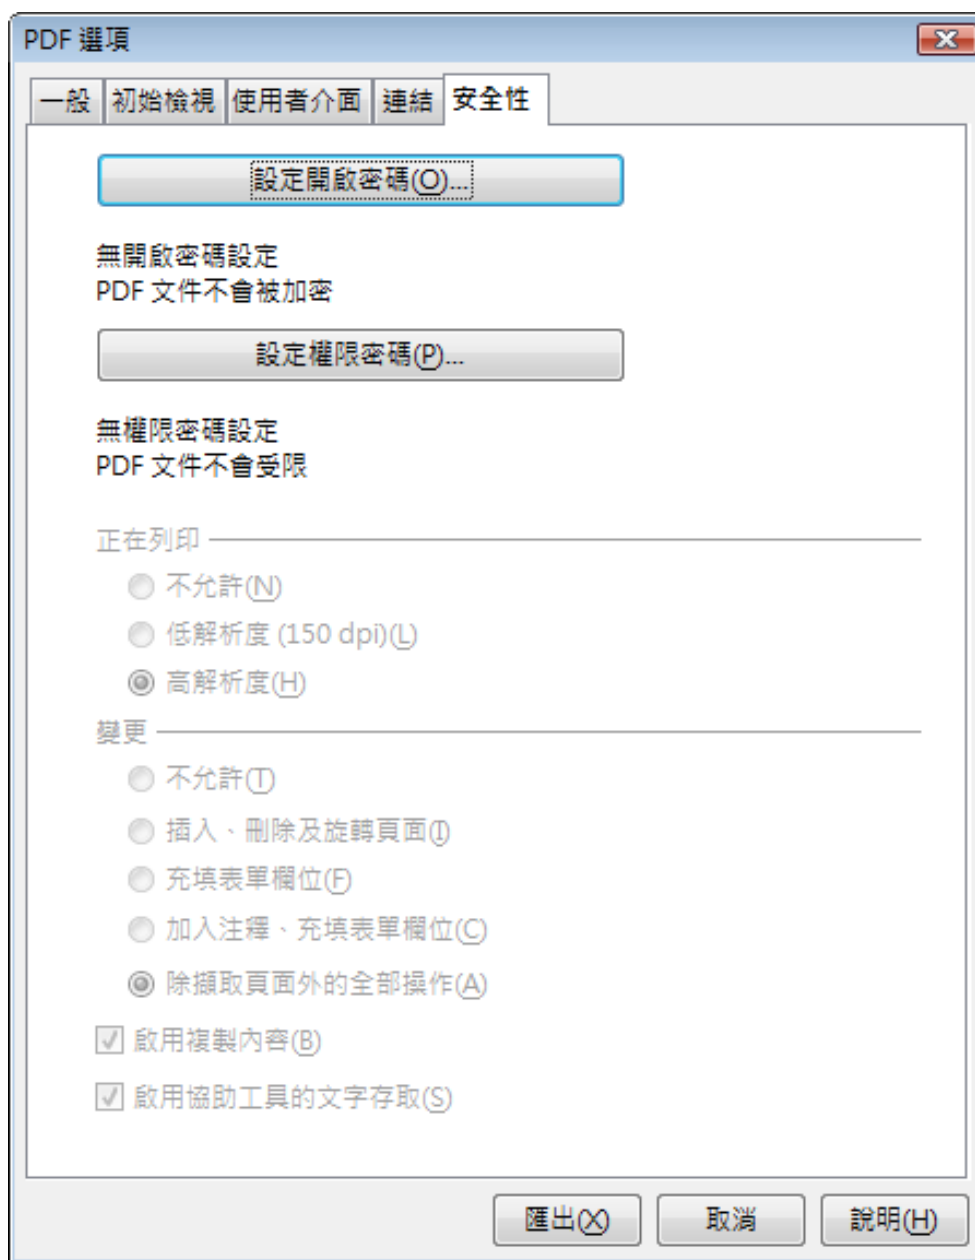 PDF 選項
一般 初始檢視 使用者介面 連結 安全性
設定開啟密碼(O)...
無開啟密碼設定
PDF 文件不會被加密
設定權限密碼(P)...
無權限密碼設定
PDF 文件不會受限
正在列印
不允許(N)
低解析度 (150 dpi)(L)
高解析度(H)
變更
不允許(T)
插入、刪除及旋轉頁面(I)
充填表單欄位(F)
加入注釋、充填表單欄位(C)
除擷取頁面外的全部操作(A)
啟用複製內容(B)
啟用協助工具的文字存取(S)
匯出(X) 取消 說明(H)